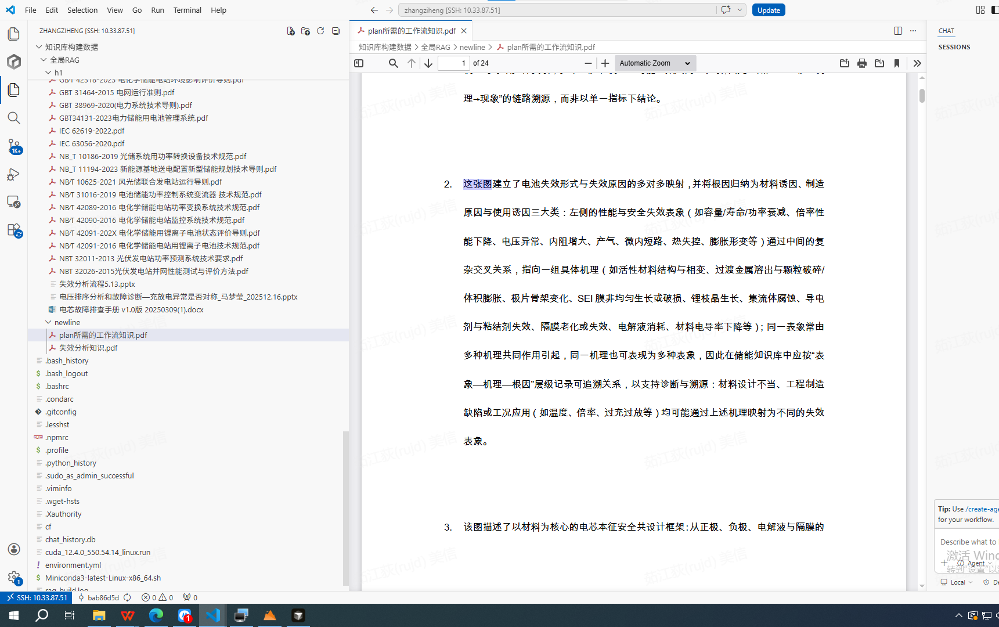 File Edit Selection View Go Run Terminal Help
zhangziheng [SSH: 10.33.87.51]
Update
ZHANGZIHENG [SSH: 10.33.87.51]
知识库构建数据
全局RAG
h1
GB∕T 42318-2023 电化学储能电站环境影响评价导则.pdf
GBT 31464-2015 电网运行准则.pdf
GBT 38969-2020(电力系统技术导则).pdf
GBT34131-2023电力储能用电池管理系统.pdf
IEC 62619-2022.pdf
IEC 63056-2020.pdf
NB_T 10186-2019 光储系统用功率转换设备技术规范.pdf
NB_T 11194-2023 新能源基地送电配置新型储能规划技术导则.pdf
NB∕T 10625-2021 风光储联合发电站运行导则.pdf
NB∕T 31016-2019 电池储能功率控制系统变流器 技术规范.pdf
NB∕T 42089-2016 电化学储能电站功率变换系统技术规范.pdf
NB∕T 42090-2016 电化学储能电站监控系统技术规范.pdf
NB∕T 42091-202X 电化学储能用锂离子电池状态评价导则.pdf
NB∕T 42091-2016 电化学储能电站用锂离子电池技术规范.pdf
NBT 32011-2013 光伏发电站功率预测系统技术要求.pdf
NBT 32026-2015光伏发电站并网性能测试与评价方法.pdf
失效分析流程5.13.pptx
电压排序分析和故障诊断—充放电异常是否对称_马梦莹_202512.16.pptx
电芯故障排查手册 v1.0版 20250309(1).docx
newline
plan所需的工作流知识.pdf
失效分析知识.pdf
.bash_history
.bash_logout
.bashrc
.condarc
.gitconfig
.lesshst
.npmrc
.profile
.python_history
.sudo_as_admin_successful
.viminfo
.wget-hsts
.Xauthority
cf
chat_history.db
cuda_12.4.0_550.54.14_linux.run
environment.yml
Miniconda3-latest-Linux-x86_64.sh
rag_build.log
1K+
1
plan所需的工作流知识.pdf
知识库构建数据 > 全局RAG > newline > plan所需的工作流知识.pdf
1 of 24
Automatic Zoom
理→现象”的链路溯源，而非以单一指标下结论。
2. 这张图建立了电池失效形式与失效原因的多对多映射，并将根因归纳为材料诱因、制造
原因与使用诱因三大类：左侧的性能与安全失效表象（如容量/寿命/功率衰减、倍率性
能下降、电压异常、内阻增大、产气、微内短路、热失控、膨胀形变等）通过中间的复
杂交叉关系，指向一组具体机理（如活性材料结构与相变、过渡金属溶出与颗粒破碎/
体积膨胀、极片骨架变化、SEI 膜非均匀生长或破损、锂枝晶生长、集流体腐蚀、导电
剂与粘结剂失效、隔膜老化或失效、电解液消耗、材料电导率下降等）；同一表象常由
多种机理共同作用引起，同一机理也可表现为多种表象，因此在储能知识库中应按“表
象—机理—根因”层级记录可追溯关系，以支持诊断与溯源：材料设计不当、工程制造
缺陷或工况应用（如温度、倍率、过充过放等）均可能通过上述机理映射为不同的失效
表象。
3. 该图描述了以材料为核心的电芯本征安全共设计框架：从正极、负极、电解液与隔膜的
茹江荻(rujd) 美信
CHAT
SESSIONS
Tip: Use /create-age
for your workflow.
Describe what to
激活 Wind
Agent
转到"设置"以
Local
De
SSH: 10.33.87.51
bab86d5d
0 0
0
1